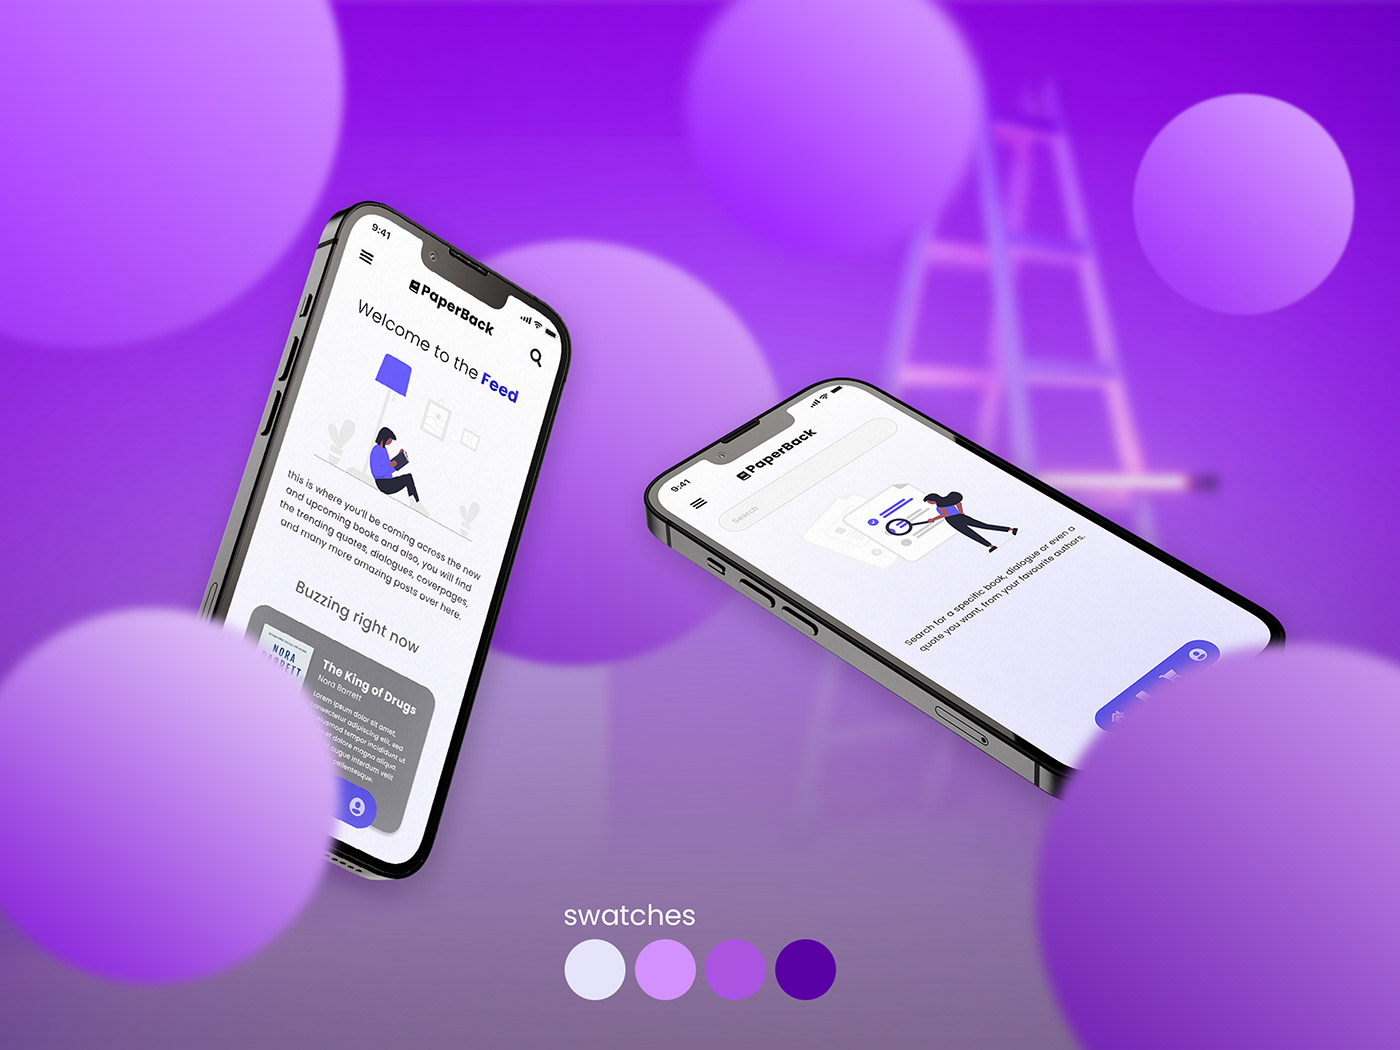 9:41
PaperBack
Welcome to the Feed
this is where you'll be coming across the new
and upcoming books and also, you will find
the trending quotes, dialogues, coverpages,
and many more amazing posts over here.
Buzzing right now
NORA
BARRETT
The King of Drugs
Nora Barrett
Lorem ipsum dolor sit amet,
consectetur adipiscing elit, sed
eiusmod tempor incididunt ut
et dolore magna aliqua.
augue interdum velit
pellentesque.
9:41
PaperBack
Search
Search for a specific book, dialogue or even a
quote you want, from your favourite authors.
swatches